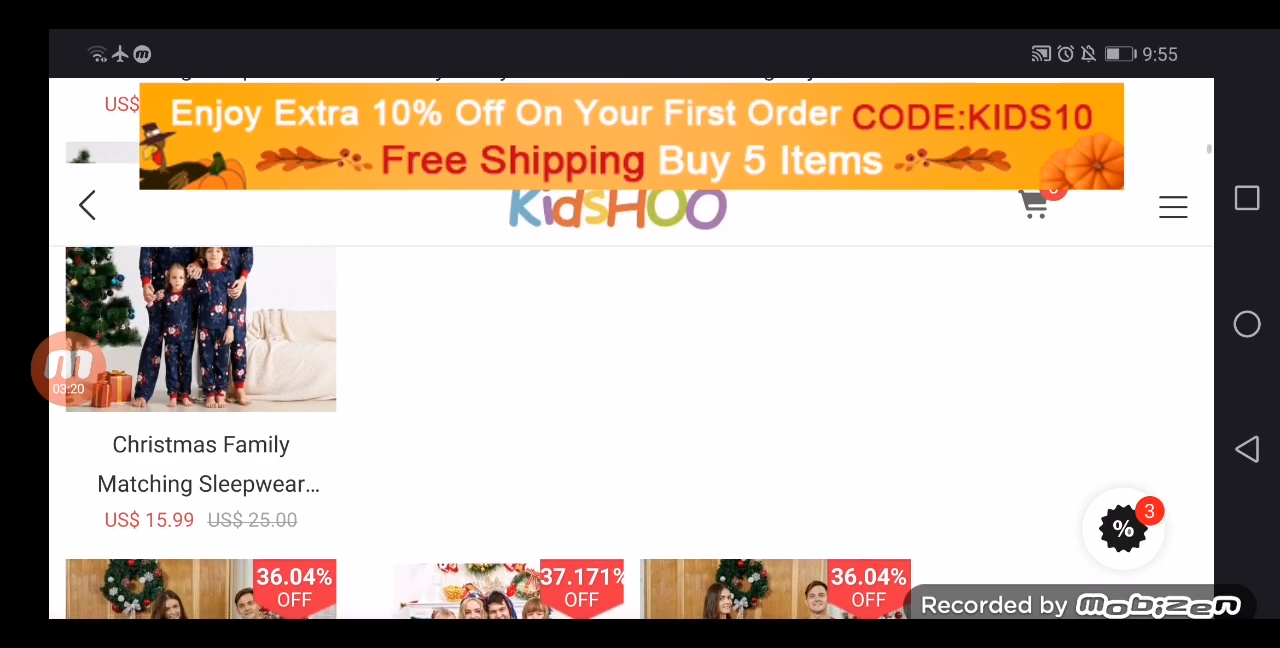 9:55
US$
Enjoy Extra 10% Off On Your First Order CODE:KIDS10
Free Shipping Buy 5 Items
KidsHOO
03:20
Christmas Family
Matching Sleepwear...
US$ 15.99 US$ 25.00
%
3
36.04%
OFF
37.171%
OFF
36.04%
OFF
Recorded by mobizen